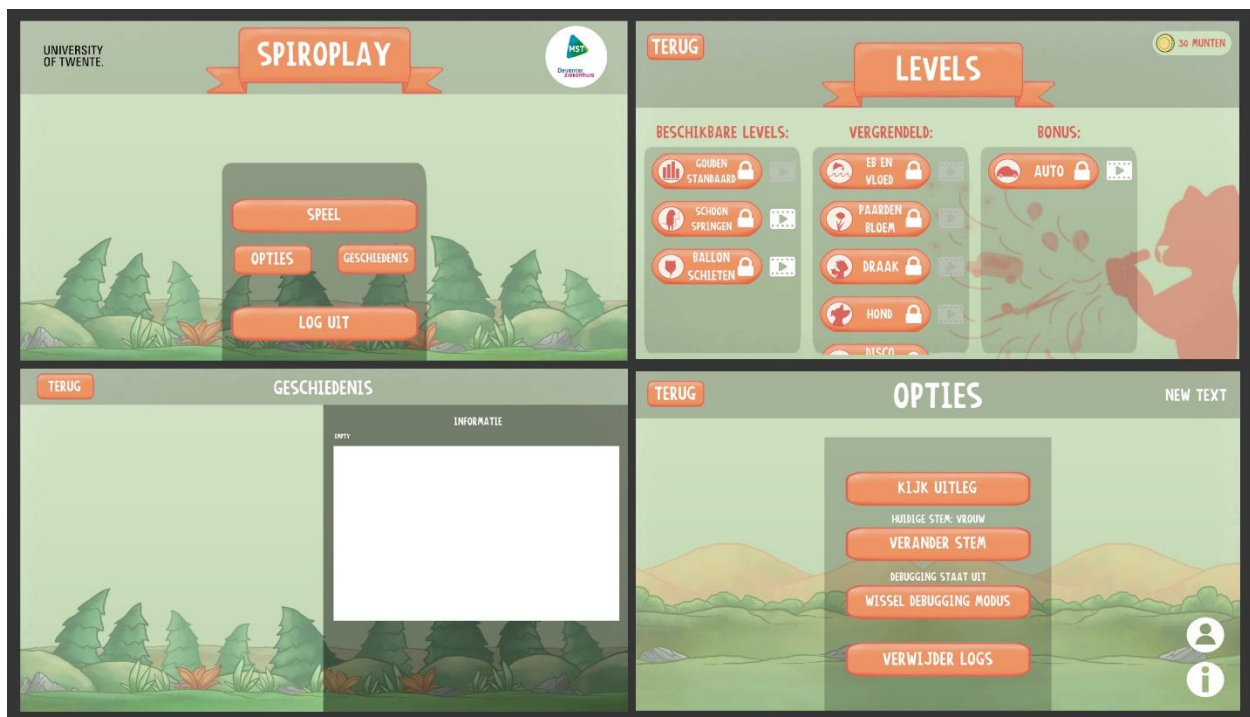 UNIVERSITY
OF TWENTE.
SPIROPLAY
MST
Deventer
ziekenhuis
SPEEL
OPTIES
GESCHIEDENIS
LOG UIT
TERUG
LEVELS
30 MUNTEN
BESCHIKBARE LEVELS:
GOUDEN
STANDAARD
SCHOON
SPRINGEN
BALLON
SCHIETEN
VERGRENDELD:
EB EN
VLOED
PAARDEN
BLOEM
DRAAK
HOND
DISCO
BONUS:
AUTO
TERUG
GESCHIEDENIS
INFORMATIE
EMPTY
TERUG
OPTIES
NEW TEXT
KIJK UITLEG
HUIDIGE STEM: VROUW
VERANDER STEM
DEBUGGING STAAT UIT
WISSEL DEBUGGING MODUS
VERWIJDER LOGS